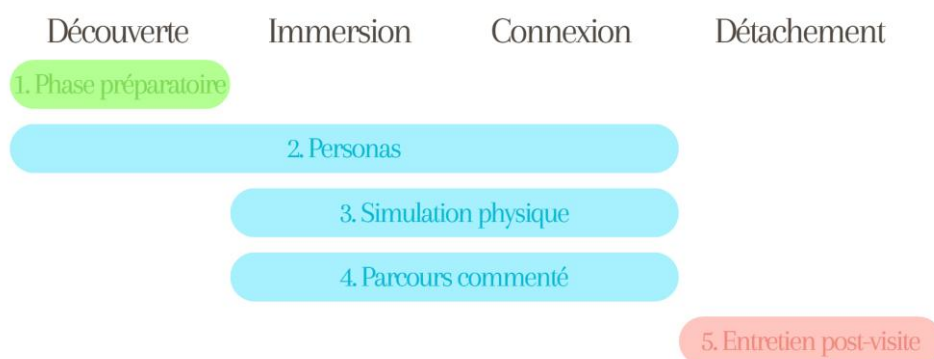 Découverte Immersion Connexion Détachement
1. Phase préparatoire
2. Personas
3. Simulation physique
4. Parcours commenté
5. Entretien post-visite